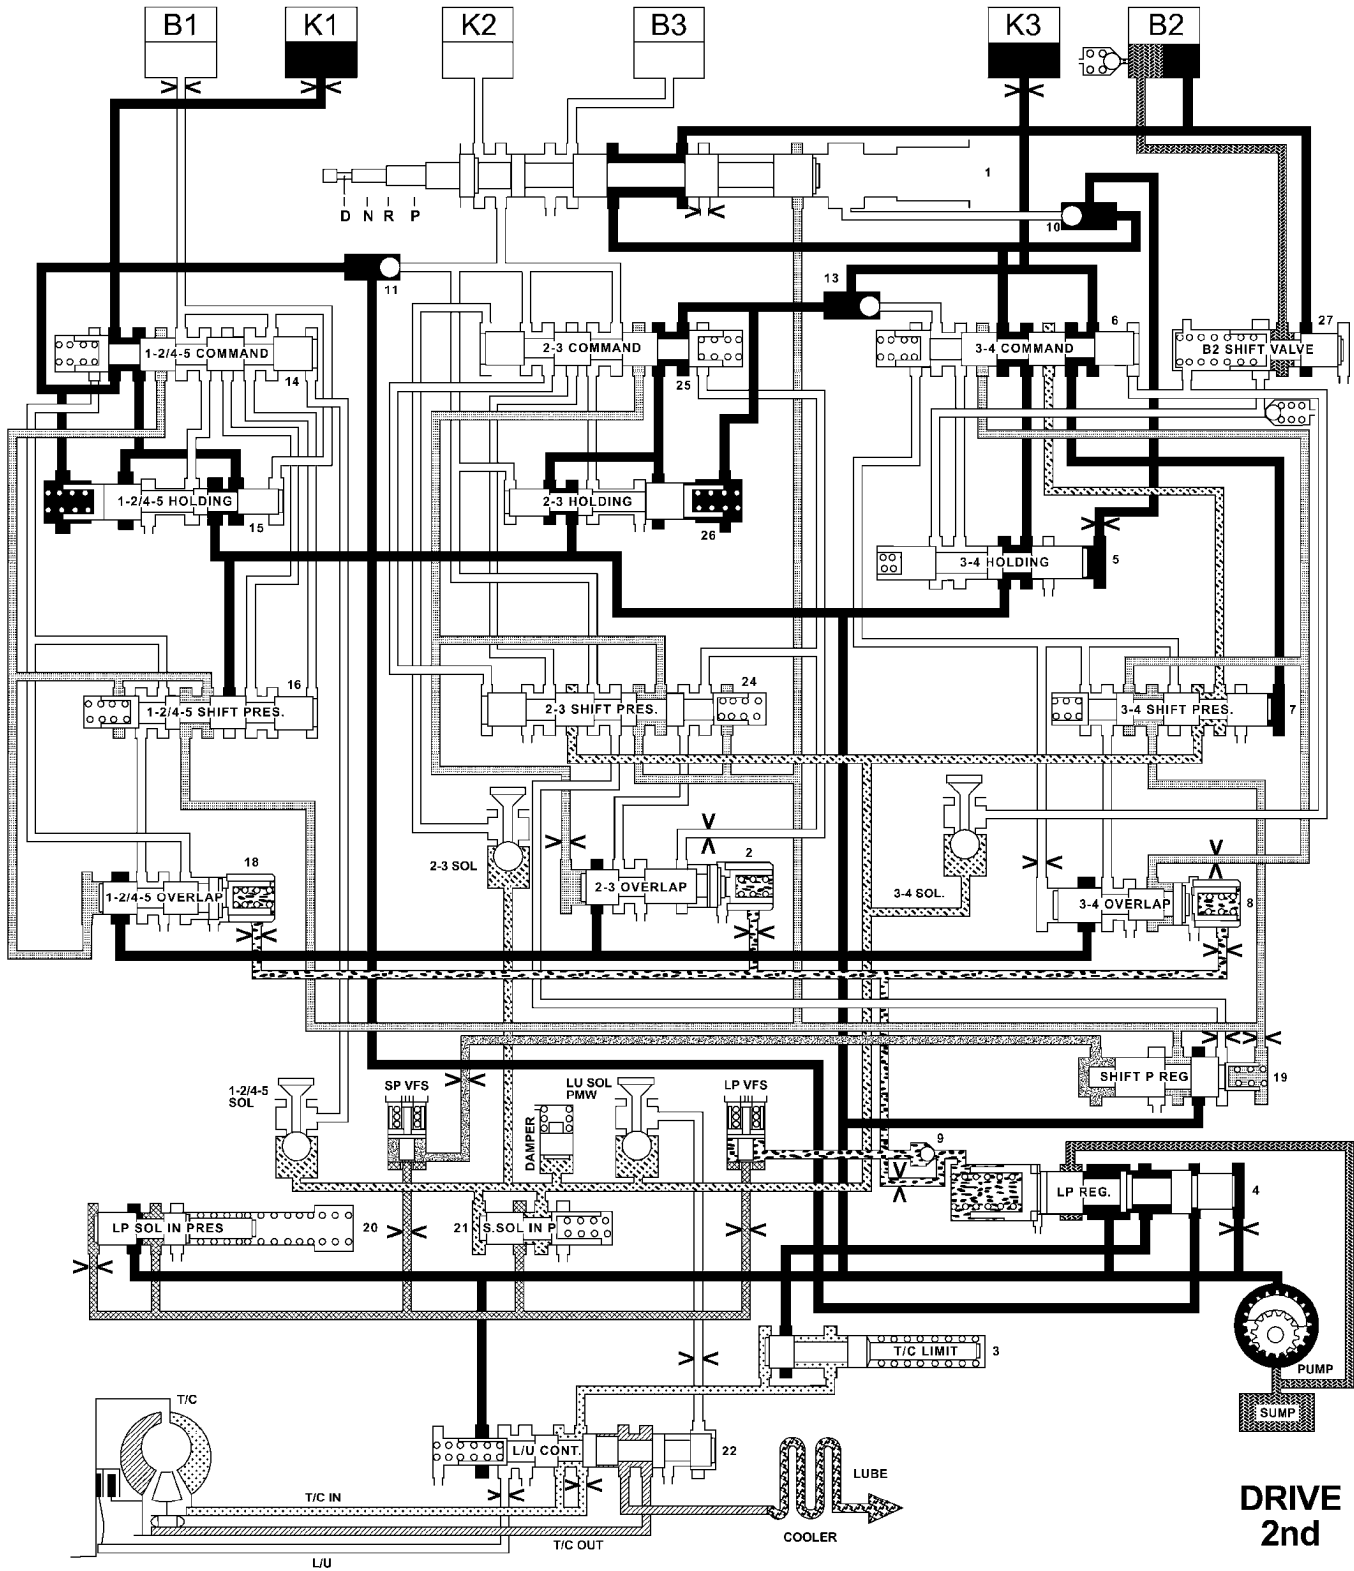 B1 K1 K2 B3 K3 B2
1
D N R P
10
11
13
6
27
1-2/4-5 COMMAND
2-3 COMMAND
3-4 COMMAND
B2 SHIFT VALVE
14
25
1-2/4-5 HOLDING
2-3 HOLDING
15
26
3-4 HOLDING
5
16
24
1-2/4-5 SHIFT PRES.
2-3 SHIFT PRES.
3-4 SHIFT PRES.
7
18
2-3 SOL
2
3-4 SOL.
1-2/4-5 OVERLAP
2-3 OVERLAP
3-4 OVERLAP
8
1-2/4-5
SOL
SP VFS
LU SOL
PMW
LP VFS
SHIFT P REG
19
DAMPER
9
LP REG.
4
LP SOL IN PRES
20
21
S.SOL IN P
T/C LIMIT
3
PUMP
SUMP
T/C
L/U CONT.
22
LUBE
T/C IN
COOLER
T/C OUT
L/U
DRIVE
2nd